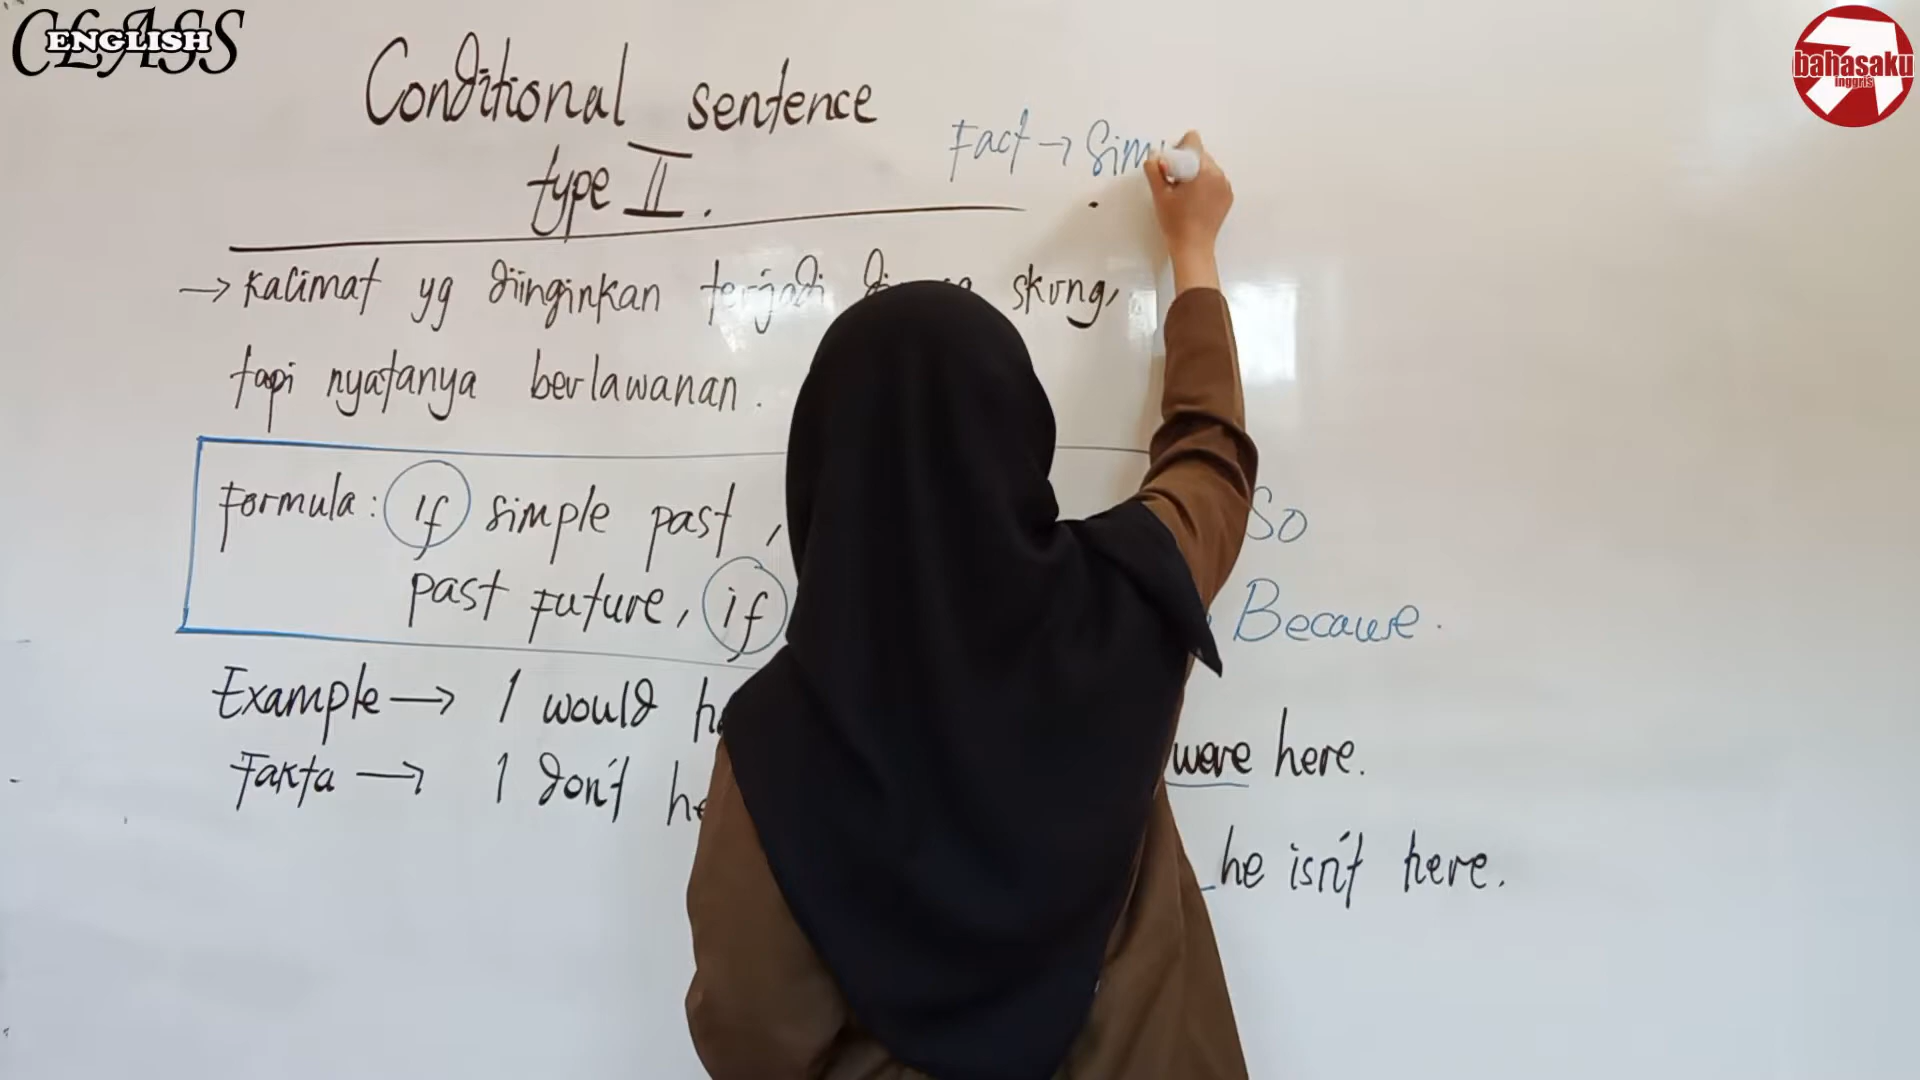 CLASS
ENGLISH
bahasaku
inggris
Conditional sentence
type II.
Fact →
→ kalimat yg diinginkan terjadi skrng,
tapi nyatanya berlawanan.
Formula: if simple past,
So
past future, if
Because.
Example → I would
were here.
Fakta → I don't
he isn't here.